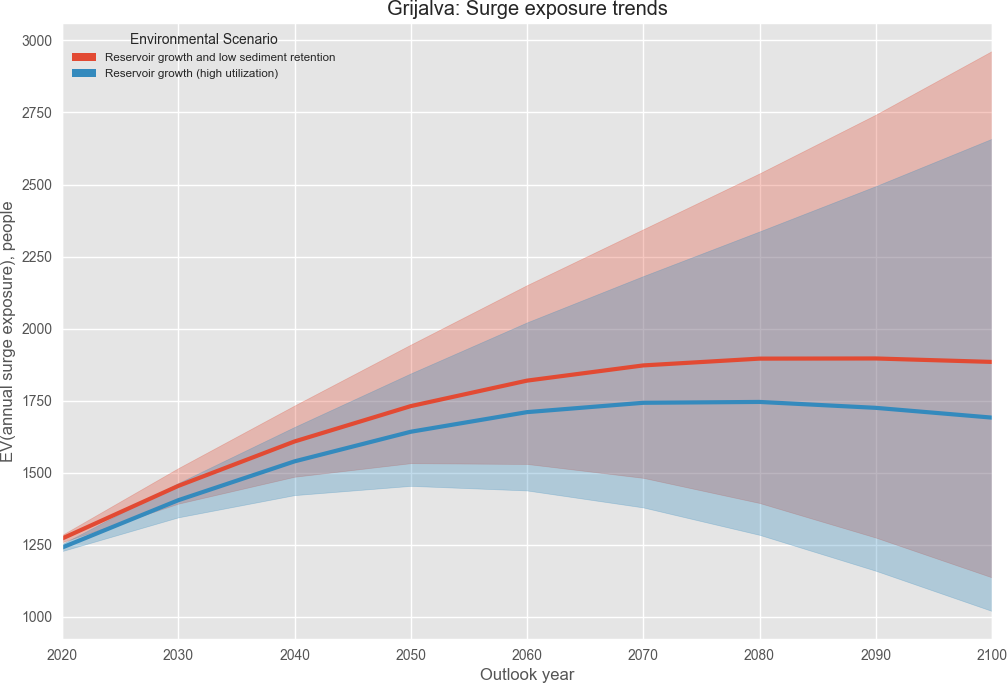 Grijalva: Surge exposure trends
Environmental Scenario
Reservoir growth and low sediment retention
Reservoir growth (high utilization)
EV(annual surge exposure), people
3000
2750
2500
2250
2000
1750
1500
1250
1000
2020 2030 2040 2050 2060 2070 2080 2090 2100
Outlook year